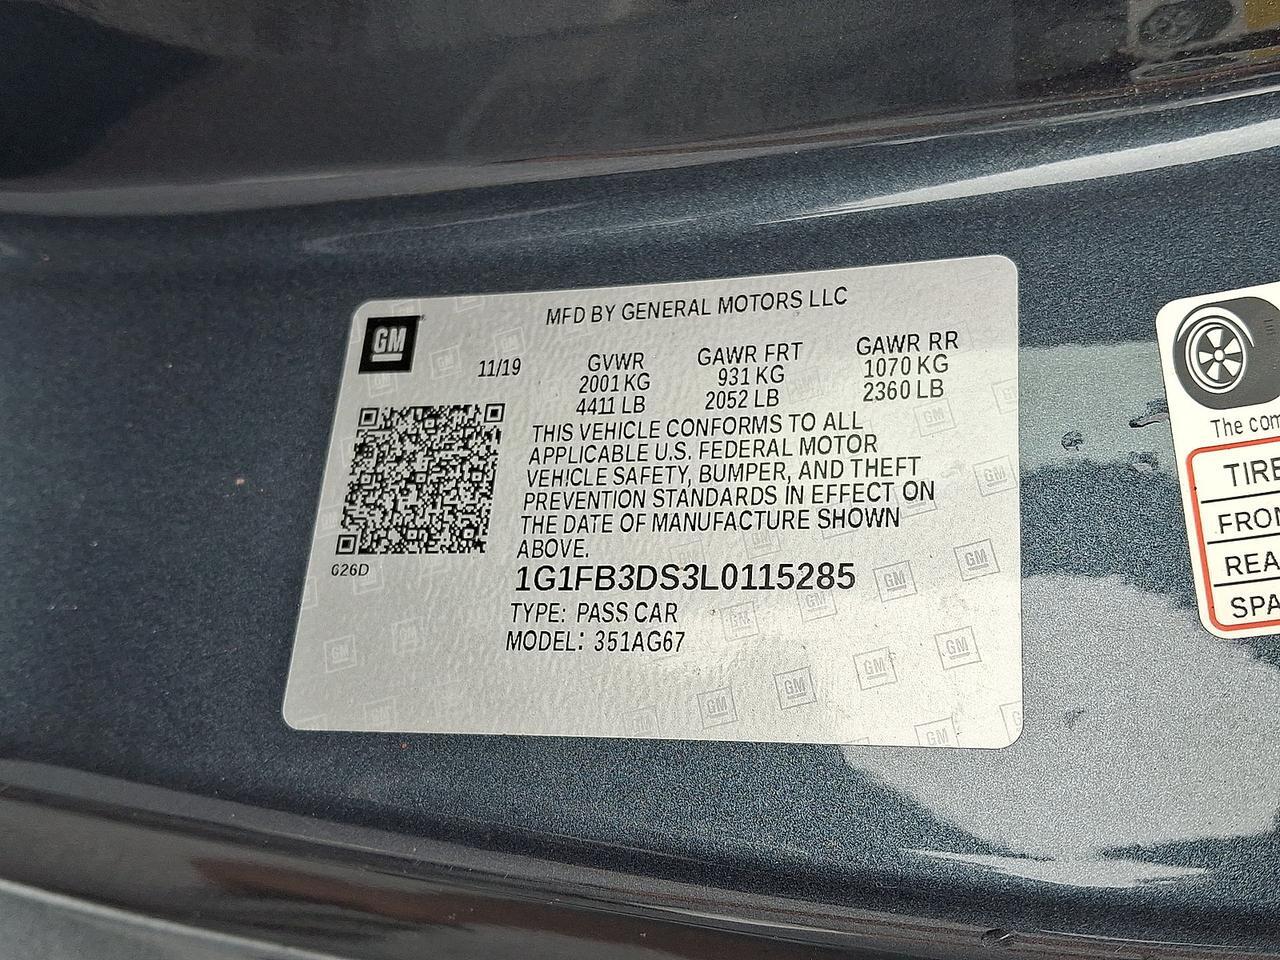 MFD BY GENERAL MOTORS LLC
GM
11/19 GVWR GAWR FRT GAWR RR
2001 KG 931 KG 1070 KG
4411 LB 2052 LB 2360 LB
THIS VEHICLE CONFORMS TO ALL
APPLICABLE U.S. FEDERAL MOTOR
VEHICLE SAFETY, BUMPER, AND THEFT
PREVENTION STANDARDS IN EFFECT ON
THE DATE OF MANUFACTURE SHOWN
ABOVE.
G26D
1G1FB3DS3L0115285
TYPE: PASS CAR
MODEL: 351AG67
The com
TIRE
FRON
REA
SPA